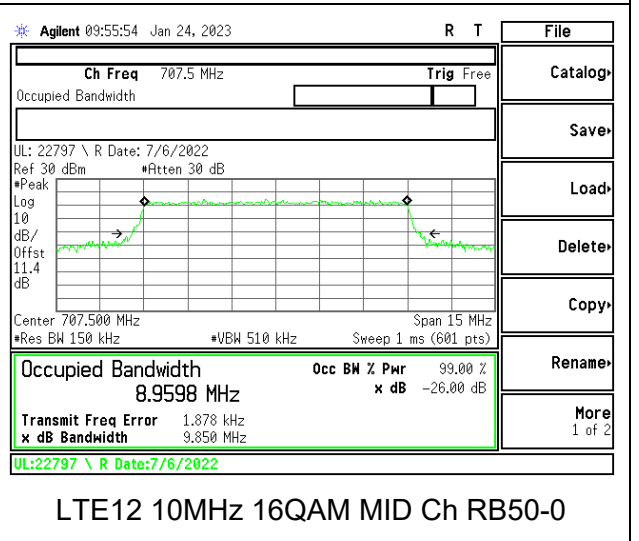 Agilent 09:55:54 Jan 24, 2023 R T File
Ch Freq 707.5 MHz Trig Free
Occupied Bandwidth
Catalog
Save
UL: 22797 \ R Date: 7/6/2022
Ref 30 dBm #Atten 30 dB
#Peak
Log
10
dB/
Offst
11.4
dB
Load
Delete
Copy
Center 707.500 MHz Span 15 MHz
#Res BW 150 kHz #VBW 510 kHz Sweep 1 ms (601 pts)
Occupied Bandwidth Occ BW % Pwr 99.00 %
8.9598 MHz x dB -26.00 dB
Transmit Freq Error 1.878 kHz
x dB Bandwidth 9.850 MHz
Rename
More
1 of 2
UL:22797 \ R Date:7/6/2022
LTE12 10MHz 16QAM MID Ch RB50-0